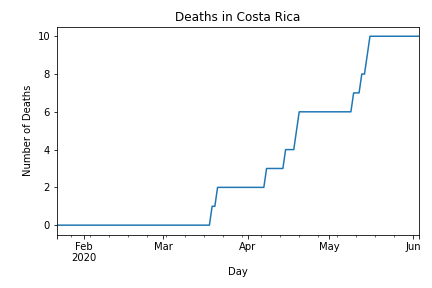 Deaths in Costa Rica
Number of Deaths
10
8
6
4
2
0
Feb
2020
Mar
Apr
May
Jun
Day